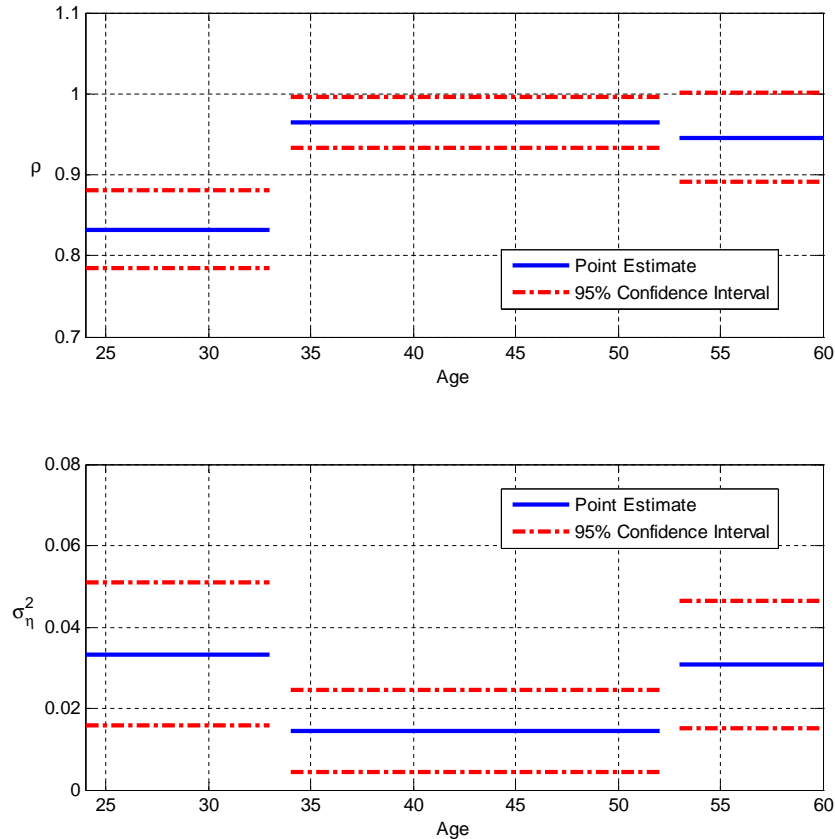 1.1
1
0.9
ρ
0.8
0.7
Point Estimate
95% Confidence Interval
25 30 35 40 45 50 55 60
Age
0.08
0.06
0.04
σ²η
0.02
0
Point Estimate
95% Confidence Interval
25 30 35 40 45 50 55 60
Age